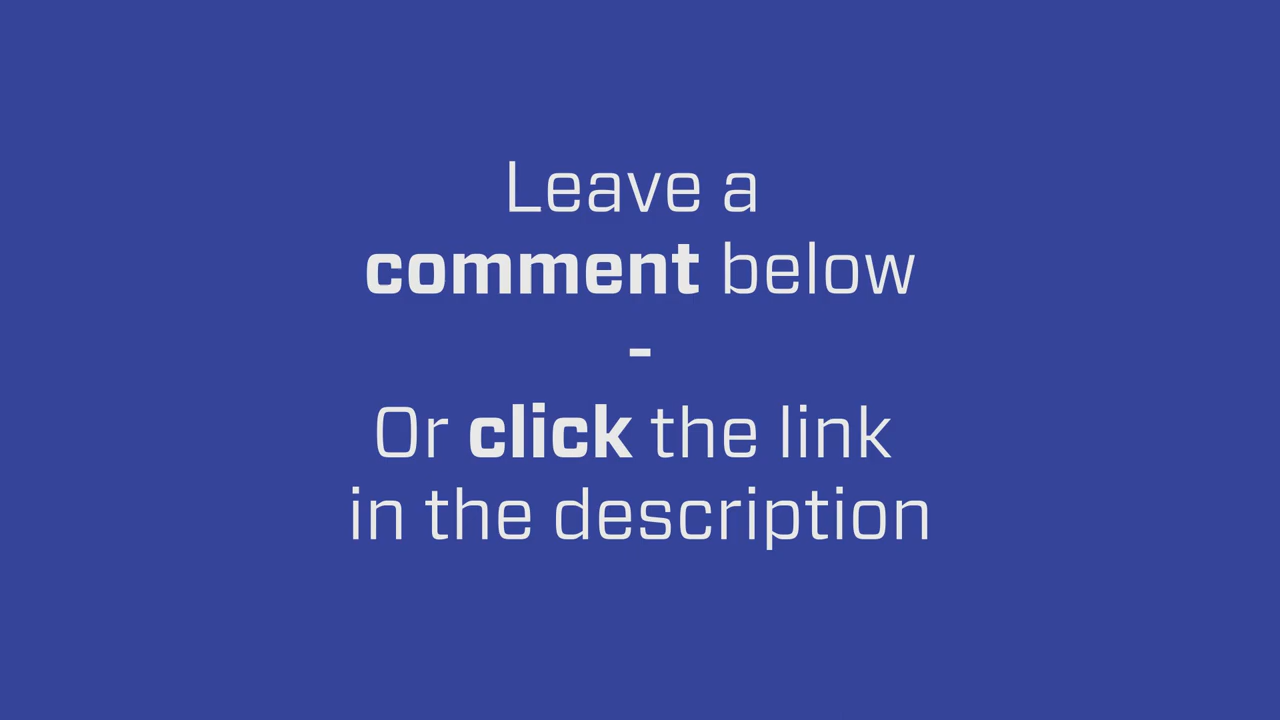 Leave a
comment below
-
Or click the link
in the description